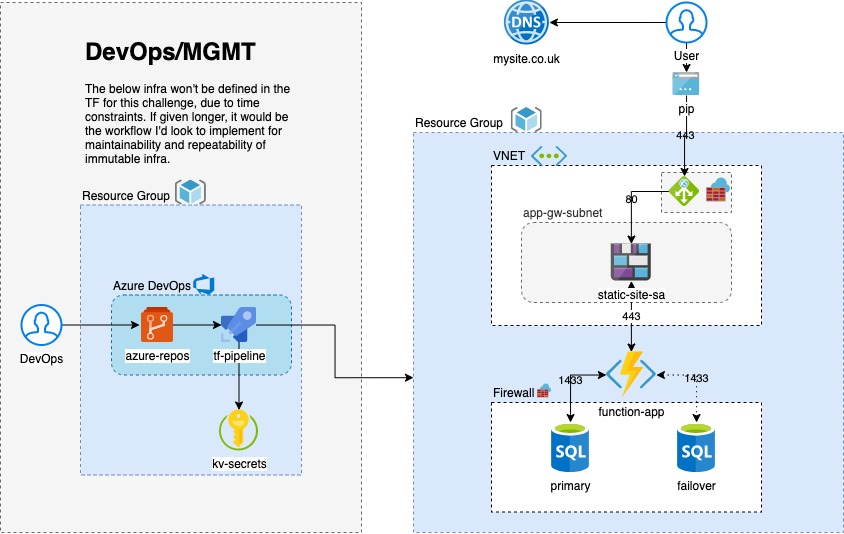 DevOps/MGMT
The below infra won't be defined in the
TF for this challenge, due to time
constraints. If given longer, it would be
the workflow I'd look to implement for
maintainability and repeatability of
immutable infra.
Resource Group
Azure DevOps
DevOps
azure-repos
tf-pipeline
kv-secrets
DNS
mysite.co.uk
User
pip
443
Resource Group
VNET
80
app-gw-subnet
static-site-sa
443
function-app
1433
1433
Firewall
SQL
primary
SQL
failover